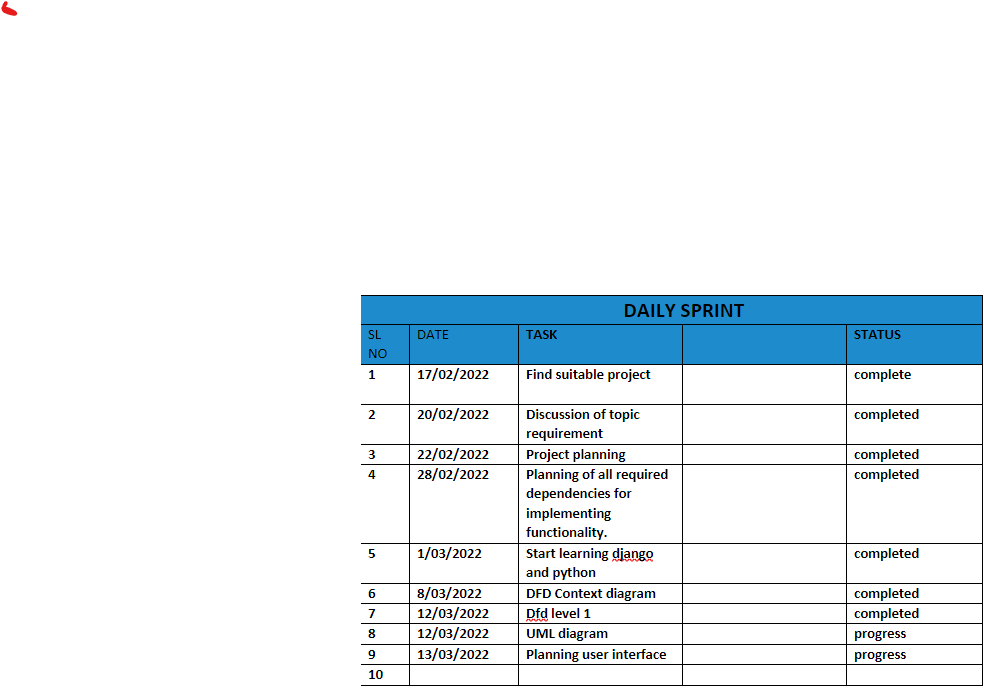 DAILY SPRINT
SL NO DATE TASK STATUS
1 17/02/2022 Find suitable project complete
2 20/02/2022 Discussion of topic completed
requirement
3 22/02/2022 Project planning completed
4 28/02/2022 Planning of all required completed
dependencies for
implementing
functionality.
5 1/03/2022 Start learning django completed
and python
6 8/03/2022 DFD Context diagram completed
7 12/03/2022 Dfd level 1 completed
8 12/03/2022 UML diagram progress
9 13/03/2022 Planning user interface progress
10